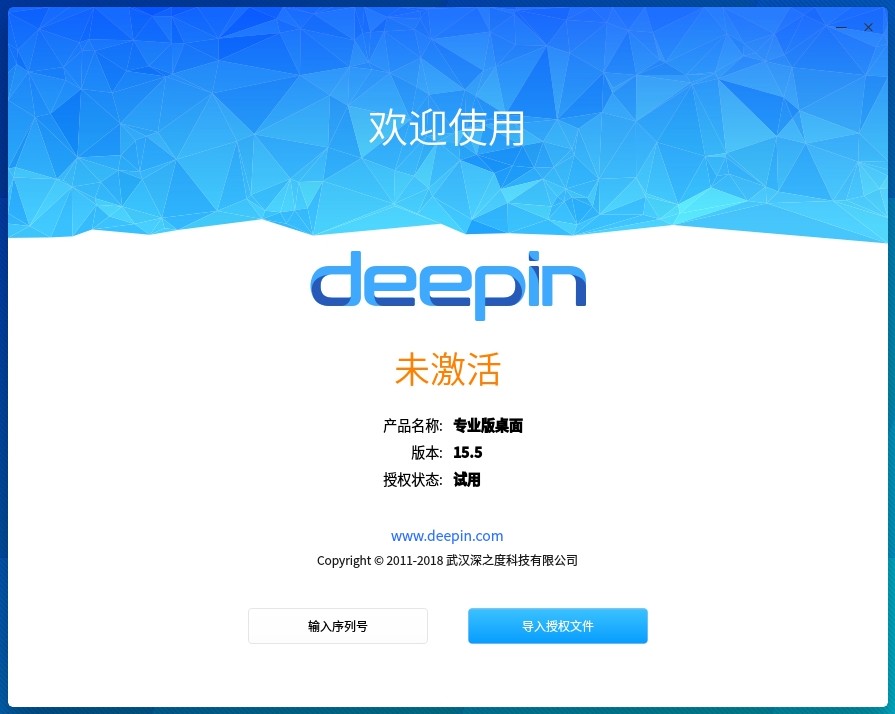 欢迎使用
deepin
未激活
产品名称: 专业版桌面
版本: 15.5
授权状态: 试用
www.deepin.com
Copyright © 2011-2018 武汉深之度科技有限公司
输入序列号
导入授权文件